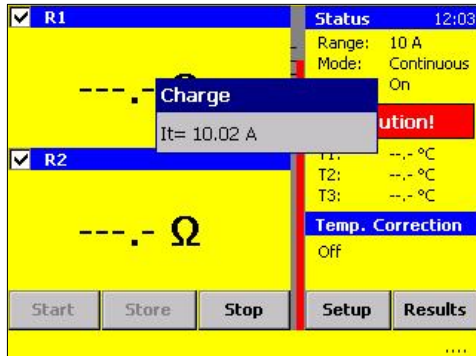 R1
Status 12:03
Range: 10 A
Mode: Continuous
On
---.- Ω
Charge
It= 10.02 A
ution!
R2
T1: --.- °C
T2: --.- °C
T3: --.- °C
---.- Ω
Temp. Correction
Off
Start Store Stop Setup Results
....